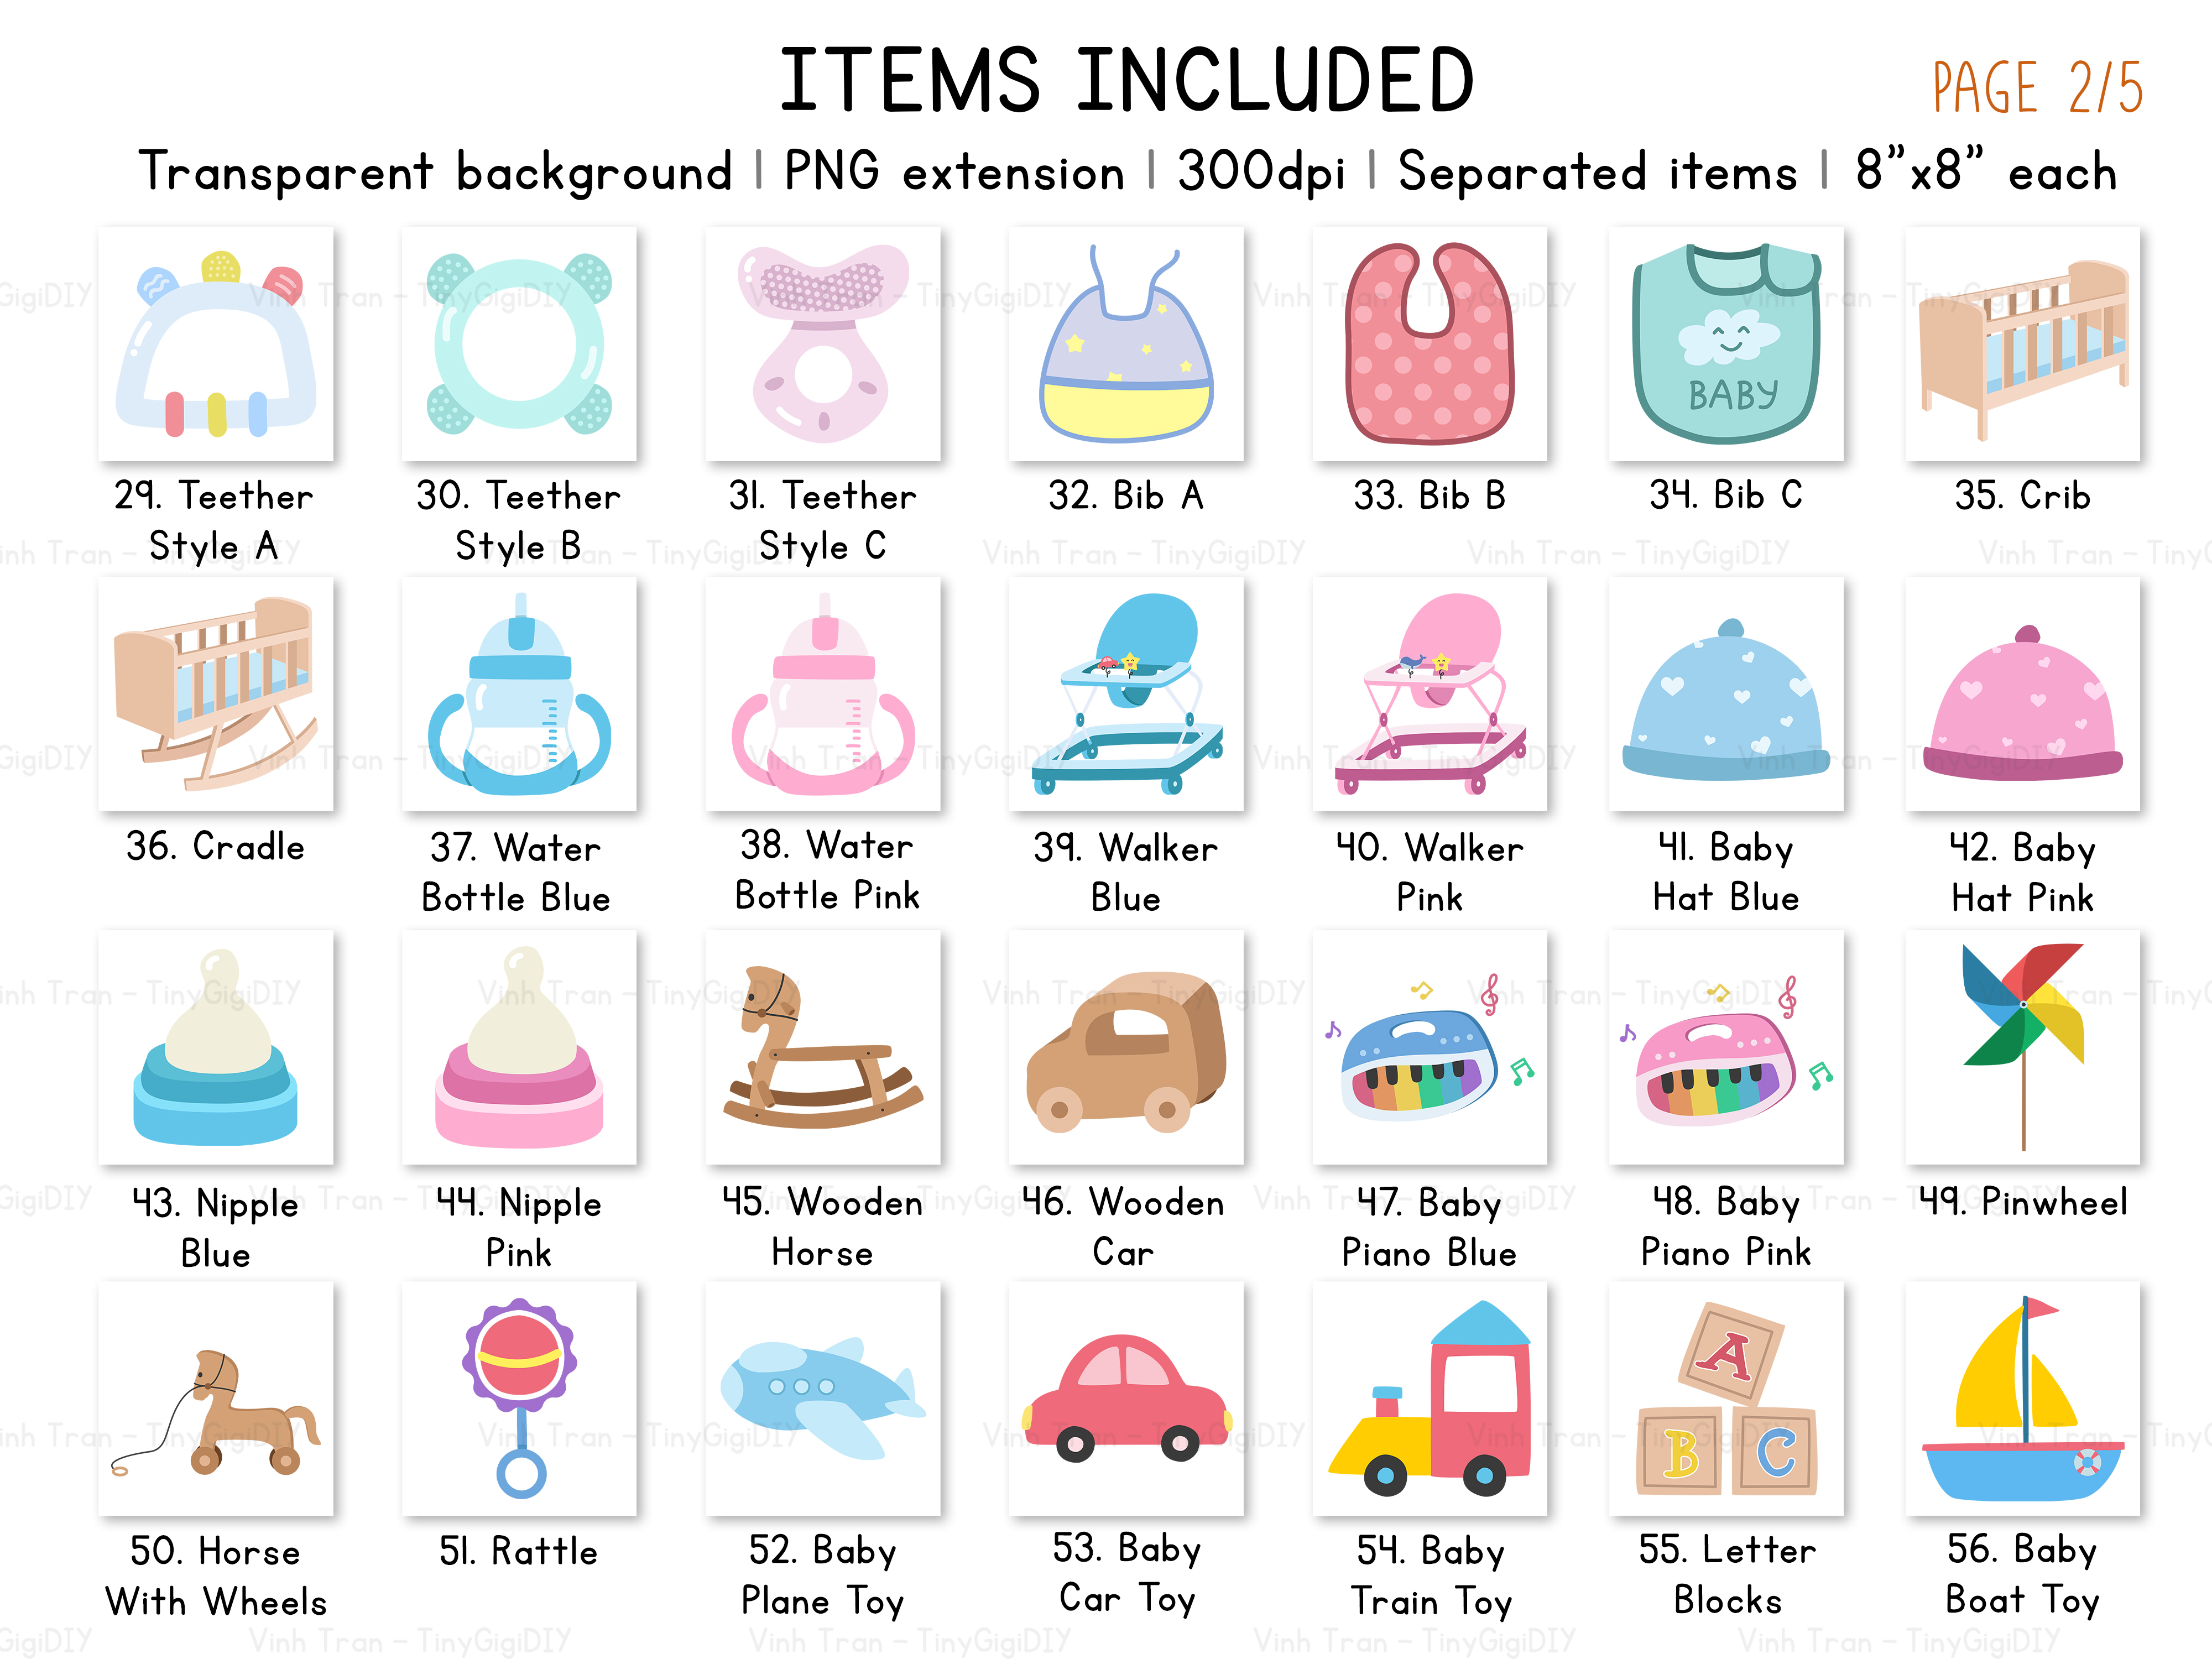 ITEMS INCLUDED
PAGE 2/5
Transparent background | PNG extension | 300dpi | Separated items | 8”x8” each
BABY
29. Teether
Style A
30. Teether
Style B
31. Teether
Style C
32. Bib A
33. Bib B
34. Bib C
35. Crib
36. Cradle
37. Water
Bottle Blue
38. Water
Bottle Pink
39. Walker
Blue
40. Walker
Pink
41. Baby
Hat Blue
42. Baby
Hat Pink
43. Nipple
Blue
44. Nipple
Pink
45. Wooden
Horse
46. Wooden
Car
47. Baby
Piano Blue
48. Baby
Piano Pink
49. Pinwheel
A
B C
50. Horse
With Wheels
51. Rattle
52. Baby
Plane Toy
53. Baby
Car Toy
54. Baby
Train Toy
55. Letter
Blocks
56. Baby
Boat Toy
Vinh Tran – TinyGigiDIY